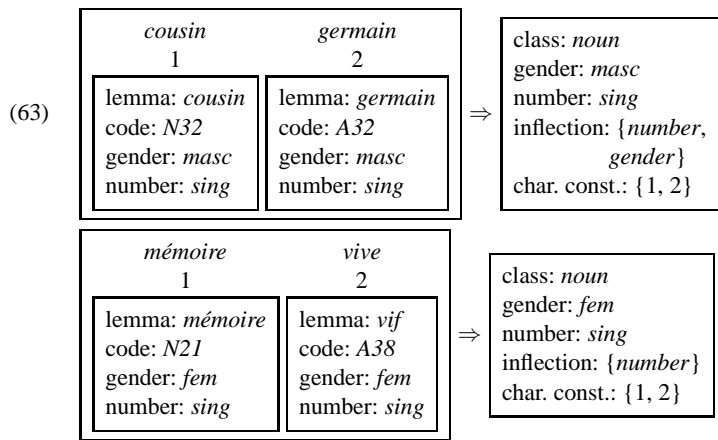 (63)
cousin germain
1 2
lemma: cousin lemma: germain
code: N32 code: A32
gender: masc gender: masc
number: sing number: sing
⇒
class: noun
gender: masc
number: sing
inflection: {number,
gender}
char. const.: {1, 2}
mémoire vive
1 2
lemma: mémoire lemma: vif
code: N21 code: A38
gender: fem gender: fem
number: sing number: sing
⇒
class: noun
gender: fem
number: sing
inflection: {number}
char. const.: {1, 2}